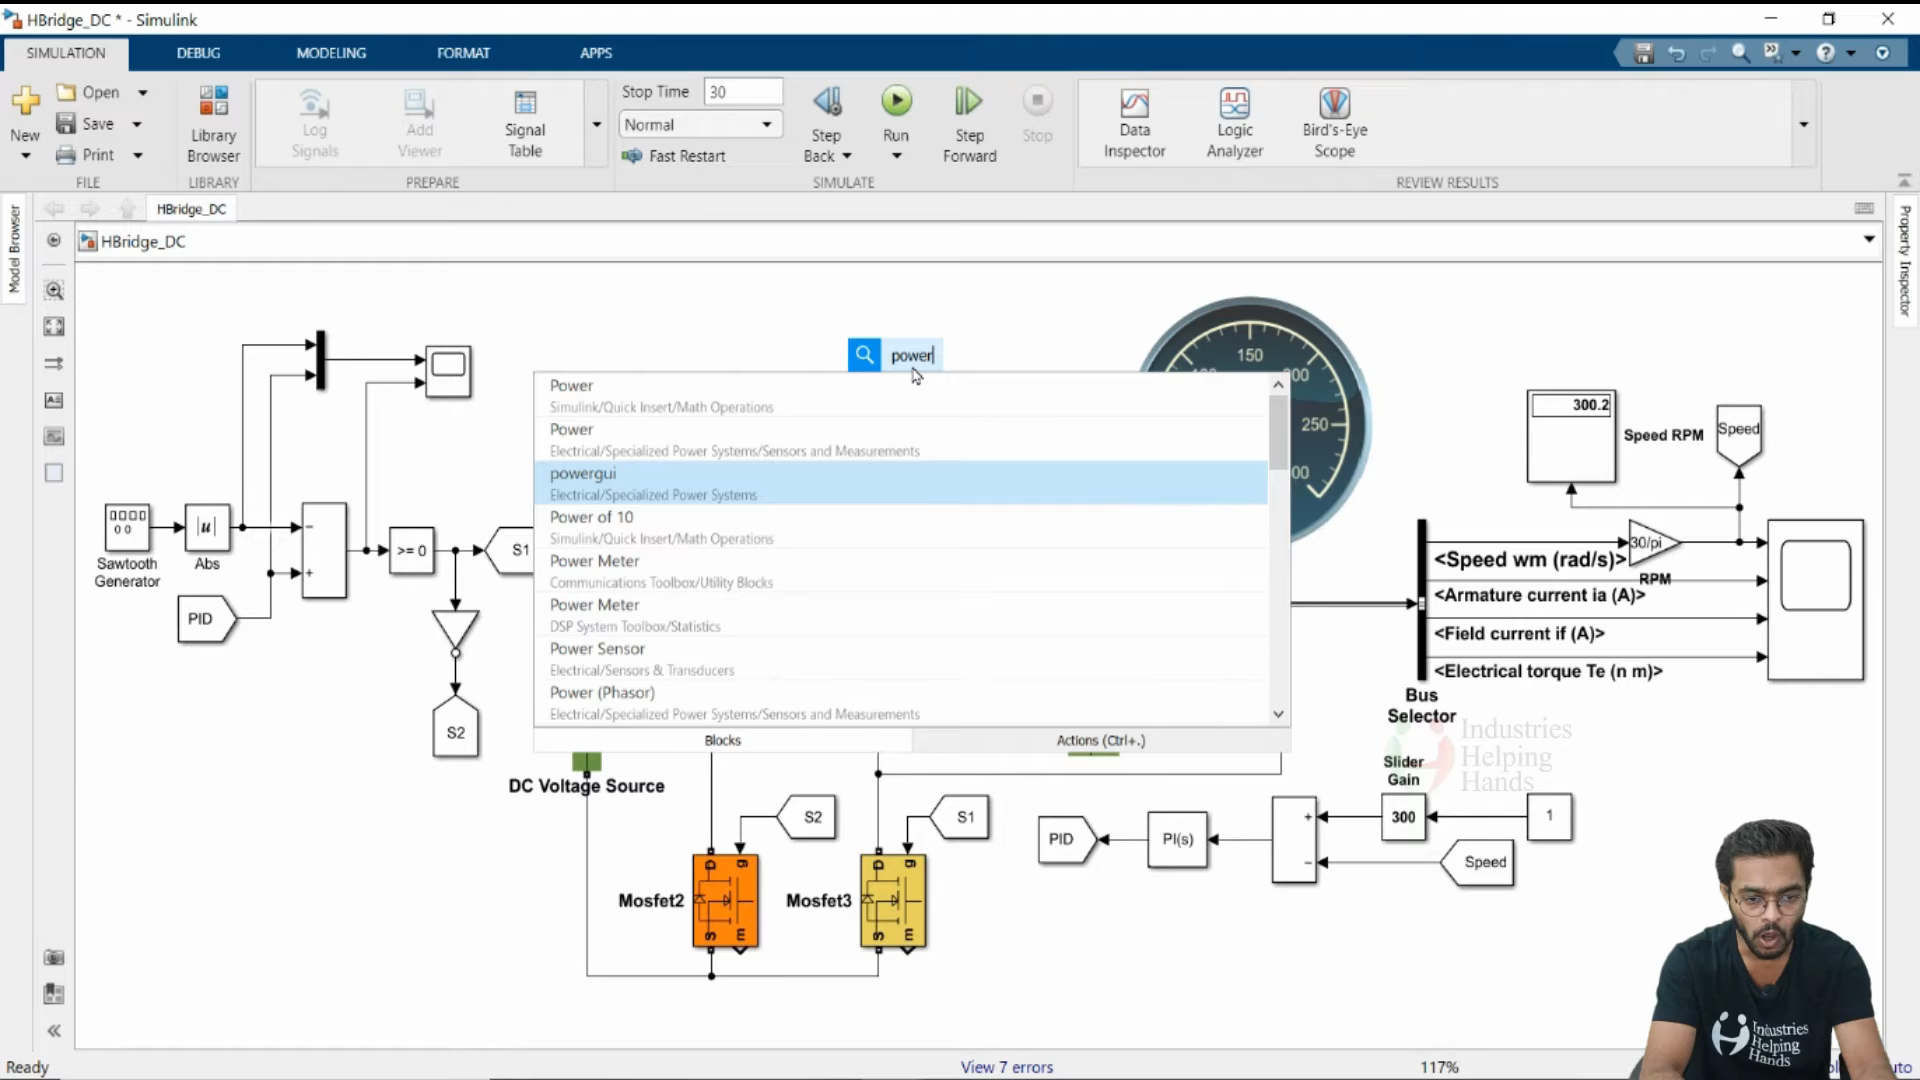 HBridge_DC * - Simulink
SIMULATION
DEBUG
MODELING
FORMAT
APPS
New
Open
Save
Print
FILE
Library
Browser
LIBRARY
Log
Signals
Add
Viewer
Signal
Table
PREPARE
Stop Time 30
Normal
Fast Restart
Step
Back
Run
Step
Forward
Stop
SIMULATE
Data
Inspector
Logic
Analyzer
Bird's-Eye
Scope
REVIEW RESULTS
Model Browser
Property Inspector
HBridge_DC
HBridge_DC
power
Power
Simulink/Quick Insert/Math Operations
Power
Electrical/Specialized Power Systems/Sensors and Measurements
powergui
Electrical/Specialized Power Systems
Power of 10
Simulink/Quick Insert/Math Operations
Power Meter
Communications Toolbox/Utility Blocks
Power Meter
DSP System Toolbox/Statistics
Power Sensor
Electrical/Sensors & Transducers
Power (Phasor)
Electrical/Specialized Power Systems/Sensors and Measurements
Blocks
Actions (Ctrl+.)
150
250
Sawtooth
Generator
|u|
Abs
PID
-
+
>= 0
S1
S2
300.2
Speed RPM
Speed
30/pi
RPM
<Speed wm (rad/s)>
<Armature current ia (A)>
<Field current if (A)>
<Electrical torque Te (n m)>
Bus
Selector
Industries
Helping
Hands
Slider
Gain
300
1
Speed
+
-
PI(s)
PID
DC Voltage Source
S2
S1
Mosfet2
D
g
S
m
Mosfet3
D
g
S
m
Industries
Helping
Hands
Ready
View 7 errors
117%